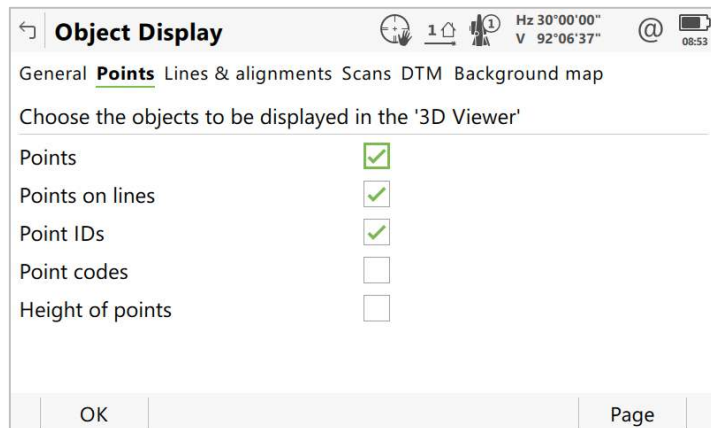 Object Display
1
1
Hz 30°00'00"
V 92°06'37"
@
08:53
General Points Lines & alignments Scans DTM Background map
Choose the objects to be displayed in the '3D Viewer'
Points
Points on lines
Point IDs
Point codes
Height of points
OK Page